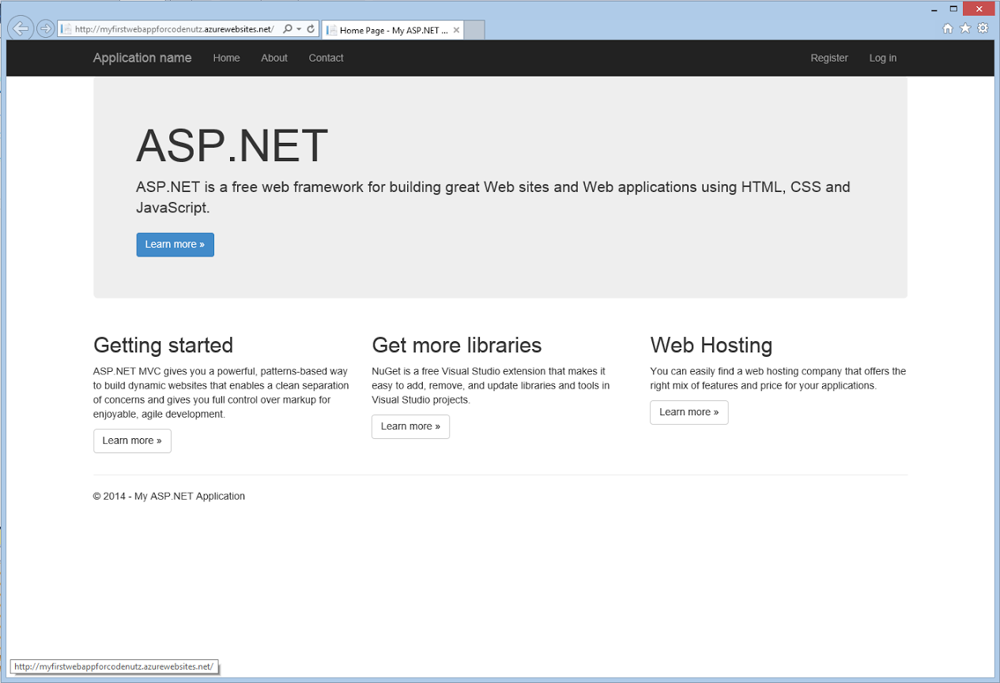 http://myfirstwebappforcodenutz.azurewebsites.net/
Home Page - My ASP.NET ...
Application name
Home
About
Contact
Register
Log in
ASP.NET
ASP.NET is a free web framework for building great Web sites and Web applications using HTML, CSS and
JavaScript.
Learn more »
Getting started
ASP.NET MVC gives you a powerful, patterns-based way
to build dynamic websites that enables a clean separation
of concerns and gives you full control over markup for
enjoyable, agile development.
Learn more »
Get more libraries
NuGet is a free Visual Studio extension that makes it
easy to add, remove, and update libraries and tools in
Visual Studio projects.
Learn more »
Web Hosting
You can easily find a web hosting company that offers the
right mix of features and price for your applications.
Learn more »
© 2014 - My ASP.NET Application
http://myfirstwebappforcodenutz.azurewebsites.net/